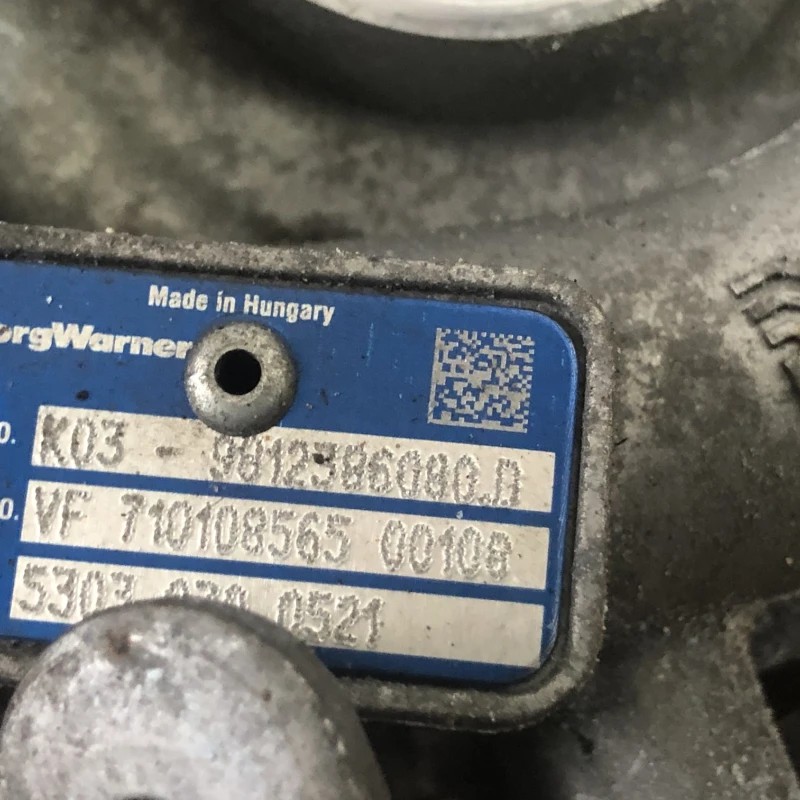 Made in Hungary
orgWarner
O. K03 - 9812386080.D
O. VF 710108565 00108
5303 0521